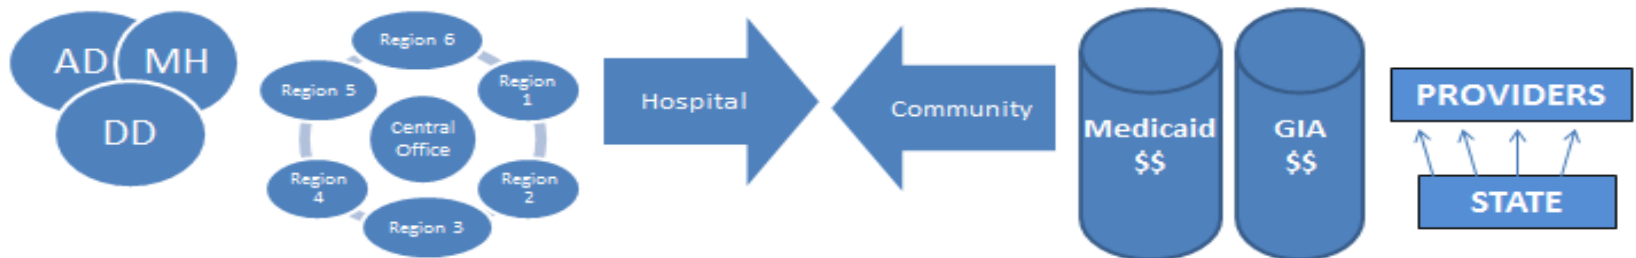 AD
MH
DD
Region 6
Region
1
Region
2
Region 3
Region
4
Region 5
Central
Office
Hospital
Community
Medicaid
$$
GIA
$$
PROVIDERS
STATE